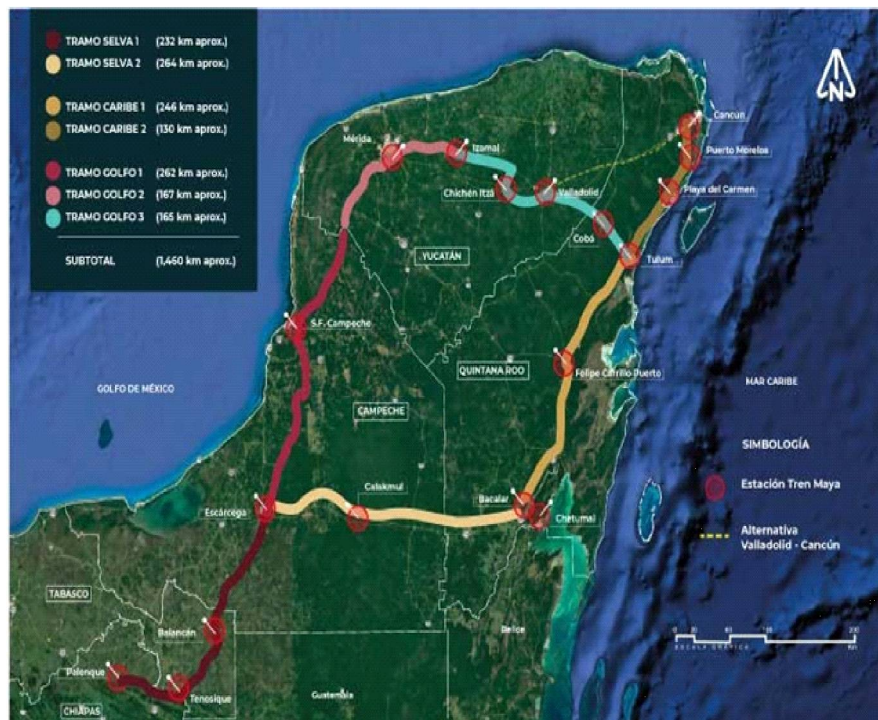 TRAMO SELVA 1 (232 km aprox.)
TRAMO SELVA 2 (264 km aprox.)
TRAMO CARIBE 1 (246 km aprox.)
TRAMO CARIBE 2 (130 km aprox.)
TRAMO GOLFO 1 (262 km aprox.)
TRAMO GOLFO 2 (167 km aprox.)
TRAMO GOLFO 3 (165 km aprox.)
SUBTOTAL (1,460 km aprox.)
N
Cancun
Mérida
Izamal
Puerto Morelos
Chichén Itzá
Valladolid
Playa del Carmen
Cobá
YUCATÁN
Tulum
S.F. Campeche
QUINTANA ROO
Felipe Carrillo Puerto
GOLFO DE MÉXICO
MAR CARIBE
CAMPECHE
SIMBOLOGÍA
Calakmul
Estación Tren Maya
Escárcega
Bacalar
Chetumal
Alternativa
Valladolid - Cancún
TABASCO
Balancán
Belice
ESCALA GRÁFICA
Palenque
Tenosique
Guatemala
CHIAPAS